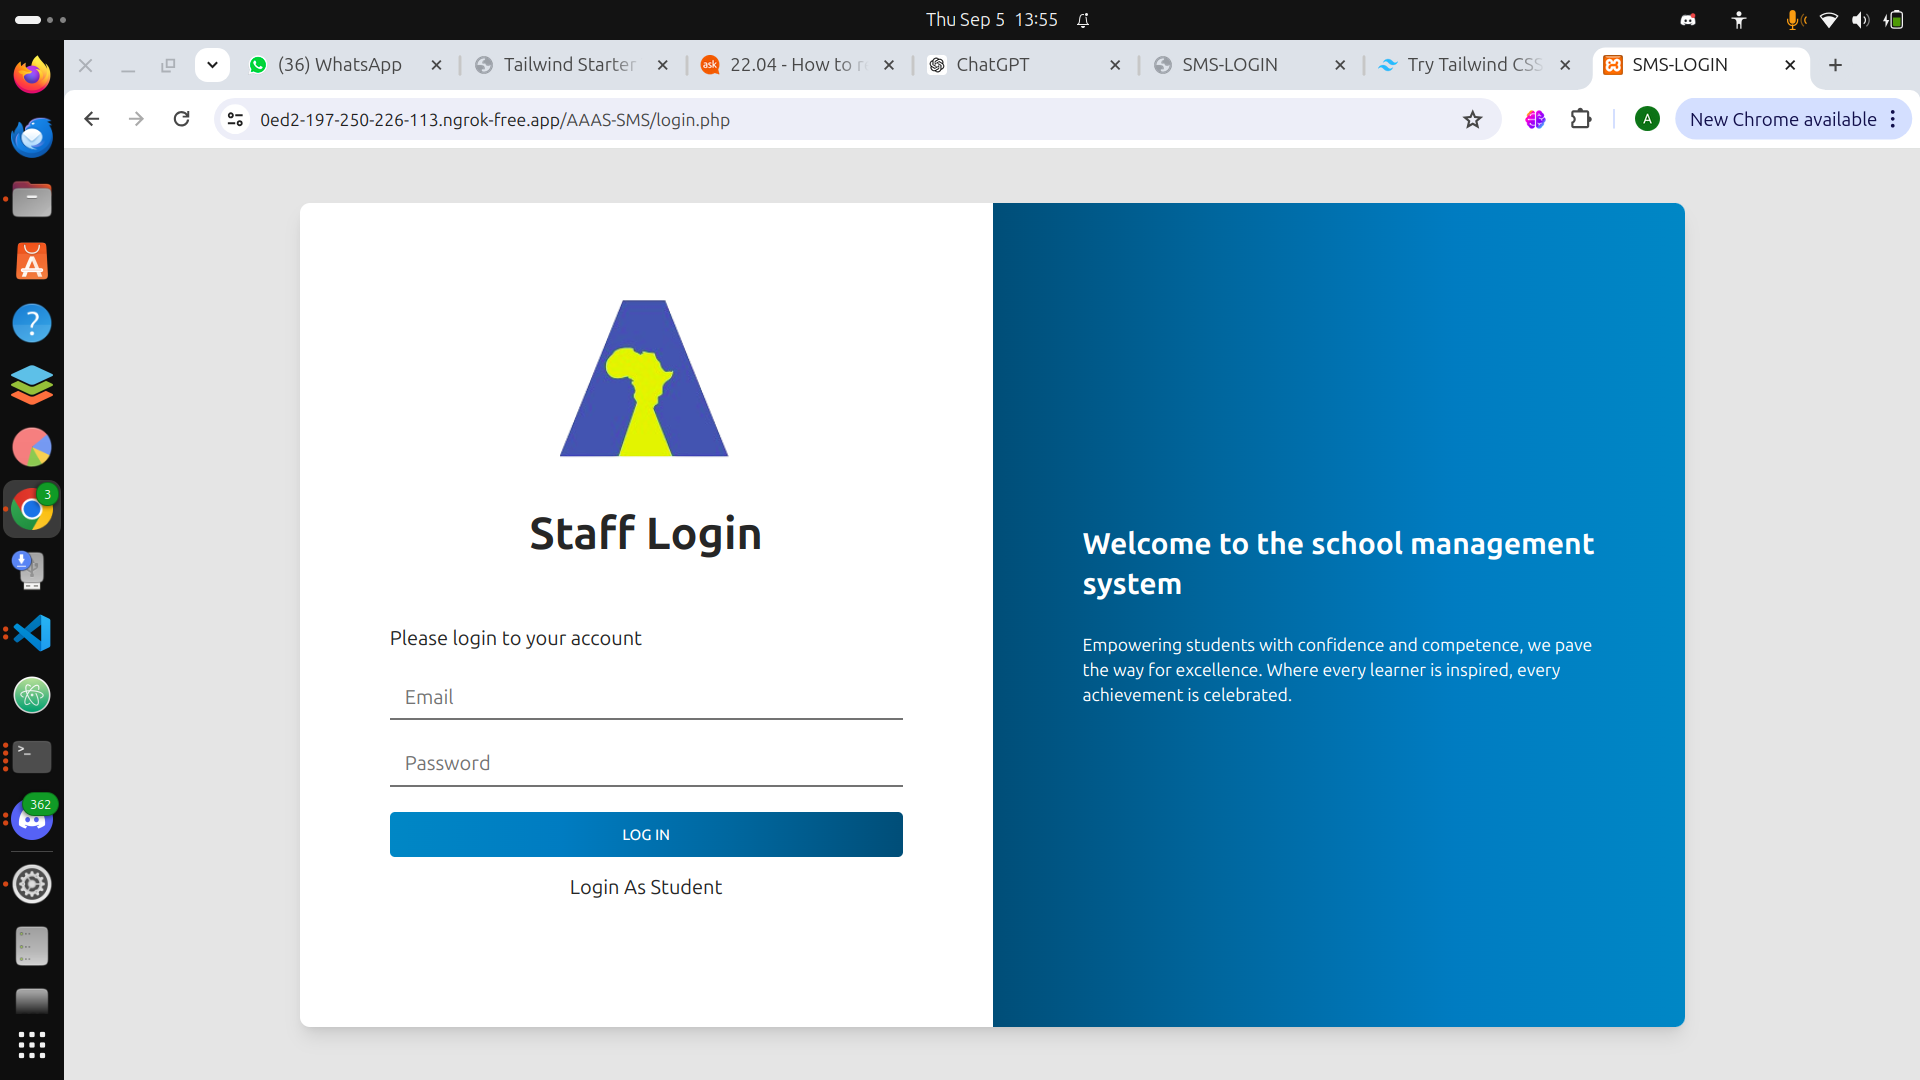 Thu Sep 5 13:55
(36) WhatsApp
Tailwind Starter
22.04 - How to r
ChatGPT
SMS-LOGIN
Try Tailwind CSS
SMS-LOGIN
0ed2-197-250-226-113.ngrok-free.app/AAAS-SMS/login.php
A
New Chrome available
3
362
Staff Login
Please login to your account
Email
Password
LOG IN
Login As Student
Welcome to the school management
system
Empowering students with confidence and competence, we pave
the way for excellence. Where every learner is inspired, every
achievement is celebrated.